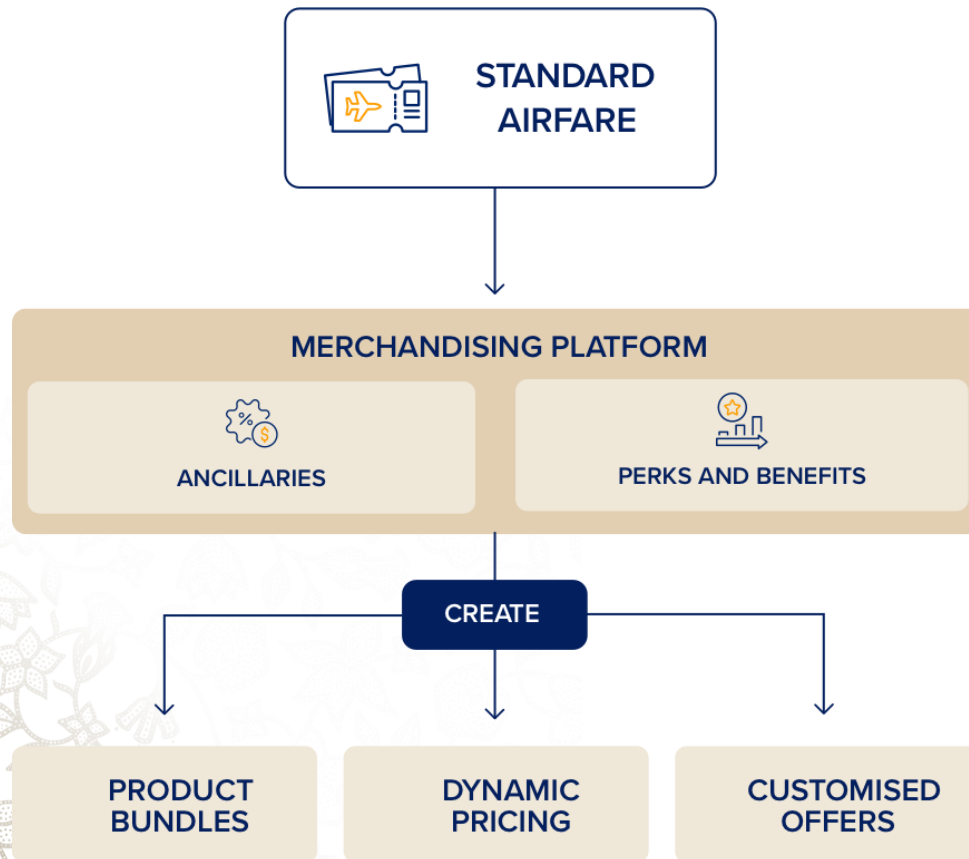 STANDARD
AIRFARE
MERCHANDISING PLATFORM
%
$
ANCILLARIES
PERKS AND BENEFITS
CREATE
PRODUCT
BUNDLES
DYNAMIC
PRICING
CUSTOMISED
OFFERS